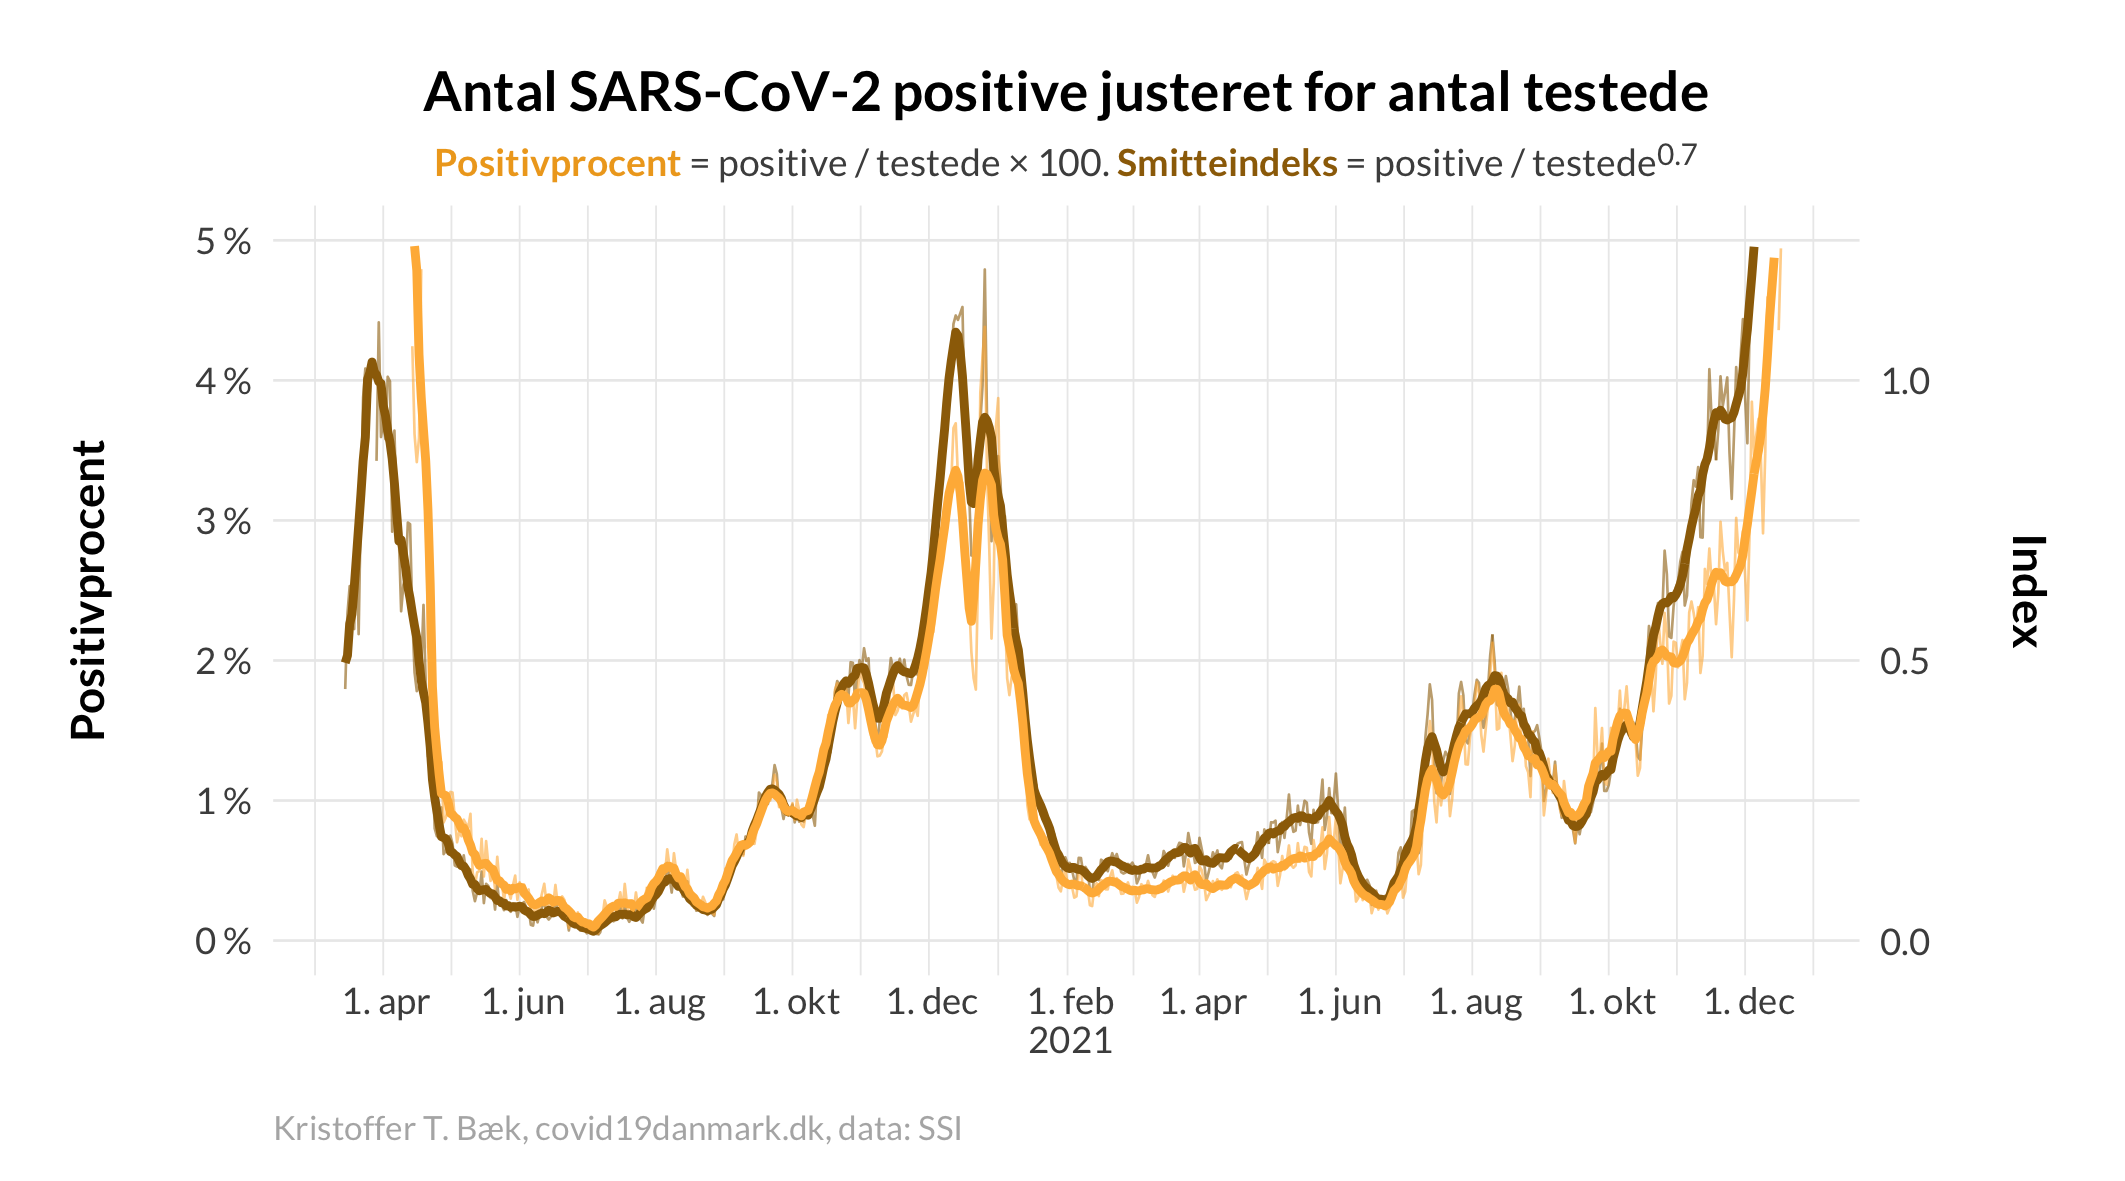 Antal SARS-CoV-2 positive justeret for antal testede
Positivprocent = positive / testede × 100. Smitteindeks = positive / testede^0.7
5 %
4 %
3 %
2 %
1 %
0 %
Positivprocent
1.0
0.5
0.0
Index
1. apr 1. jun 1. aug 1. okt 1. dec 1. feb 1. apr 1. jun 1. aug 1. okt 1. dec
2021
Kristoffer T. Bæk, covid19danmark.dk, data: SSI